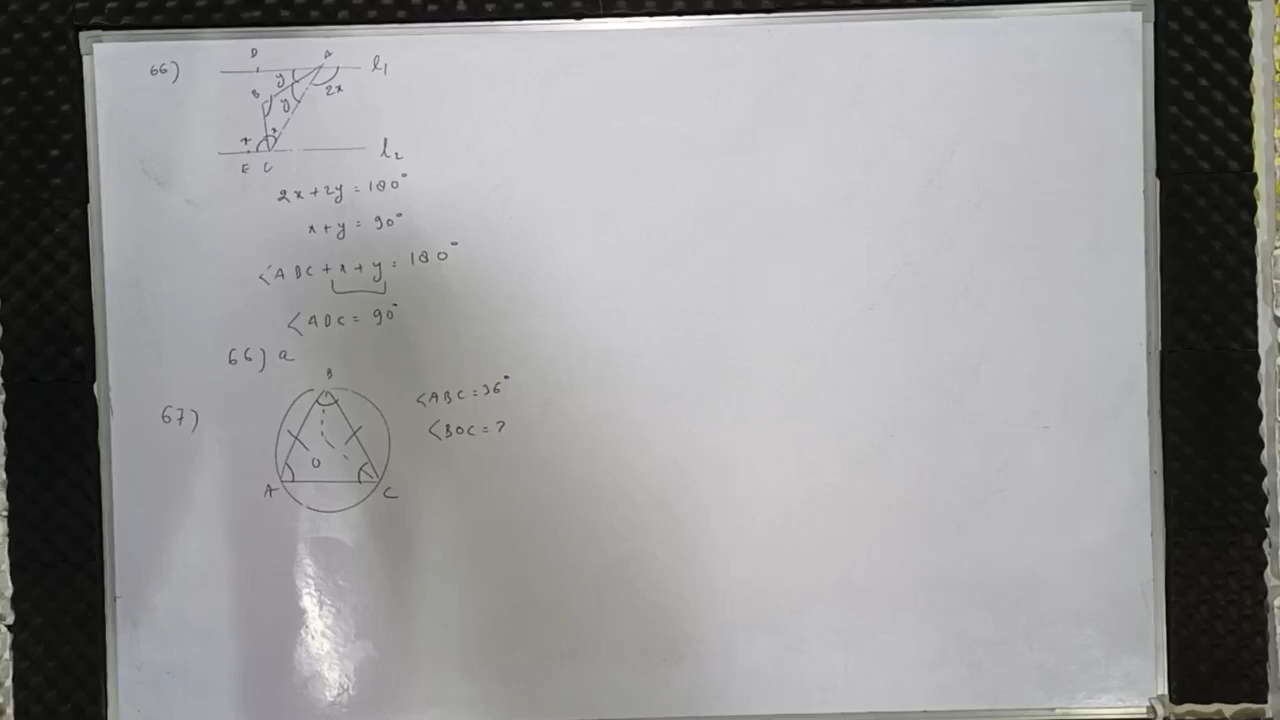 66)
D A l₁
y 2x
B y
x x
E C l₂
2x+2y=180°
x+y=90°
<ABC+x+y=180°
<ABC=90°
66) a
67)
B
<ABC=36°
<BOC=?
O
A C